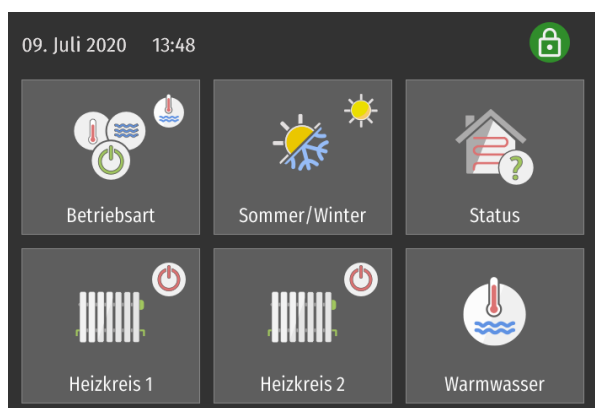 09. Juli 2020 13:48
Betriebsart
Sommer/Winter
Status
?
Heizkreis 1
Heizkreis 2
Warmwasser